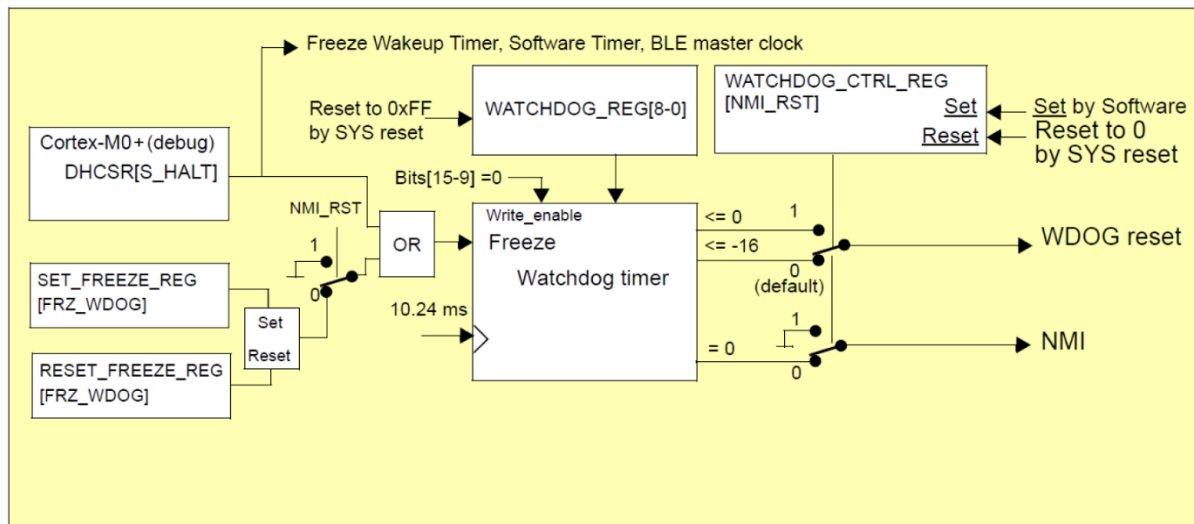 Freeze Wakeup Timer, Software Timer, BLE master clock
Cortex-M0+(debug)
DHCSR[S_HALT]
Reset to 0xFF
by SYS reset
WATCHDOG_REG[8-0]
WATCHDOG_CTRL_REG
[NMI_RST]
Set
Reset
Set by Software
Reset to 0
by SYS reset
Bits[15-9] =0
NMI_RST
1
0
OR
SET_FREEZE_REG
[FRZ_WDOG]
RESET_FREEZE_REG
[FRZ_WDOG]
Set
Reset
10.24 ms
Write_enable
Freeze
Watchdog timer
<= 0
<= -16
= 0
1
0
(default)
WDOG reset
1
0
NMI